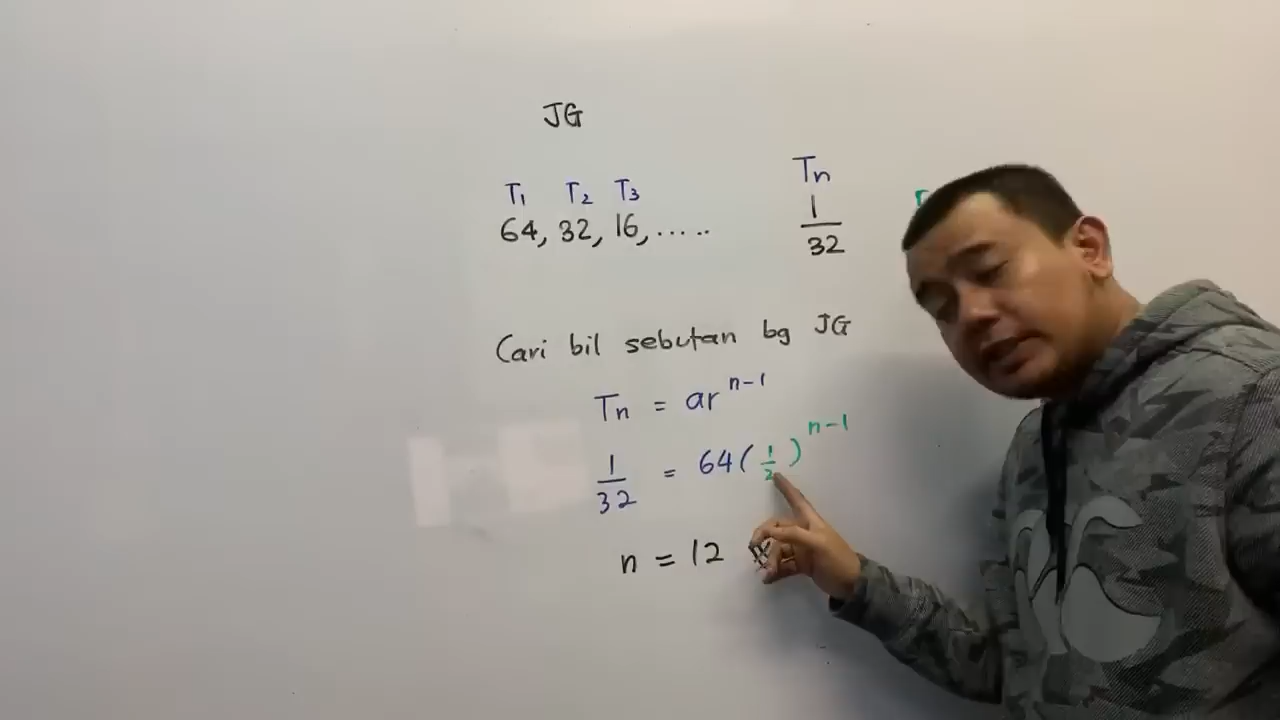 JG
T₁ T₂ T₃ Tn
64, 32, 16, ..... 1/32
Cari bil sebutan bg JG
Tn = ar^(n-1)
1/32 = 64(1/2)^(n-1)
n = 12